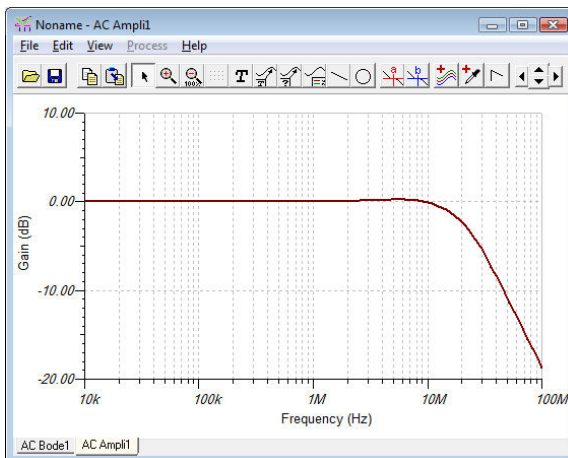 Noname - AC Ampli1
File Edit View Process Help
100% T a b
10.00
0.00
-10.00
-20.00
Gain (dB)
10k 100k 1M 10M 100M
Frequency (Hz)
AC Bode1 AC Ampli1